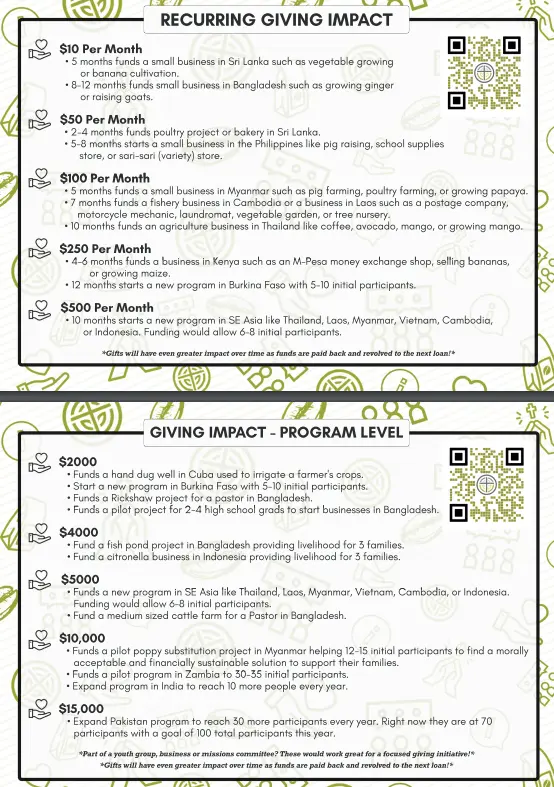 RECURRING GIVING IMPACT
$10 Per Month
• 5 months funds a small business in Sri Lanka such as vegetable growing
or banana cultivation.
• 8-12 months funds small business in Bangladesh such as growing ginger
or raising goats.
$50 Per Month
• 2-4 months funds poultry project or bakery in Sri Lanka.
• 5-8 months starts a small business in the Philippines like pig raising, school supplies
store, or sari-sari (variety) store.
$100 Per Month
• 5 months funds a small business in Myanmar such as pig farming, poultry farming, or growing papaya.
• 7 months funds a fishery business in Cambodia or a business in Laos such as a postage company,
motorcycle mechanic, laundromat, vegetable garden, or tree nursery.
• 10 months funds an agriculture business in Thailand like coffee, avocado, mango, or growing mango.
$250 Per Month
• 4-6 months funds a business in Kenya such as an M-Pesa money exchange shop, selling bananas,
or growing maize.
• 12 months starts a new program in Burkina Faso with 5-10 initial participants.
$500 Per Month
• 10 months starts a new program in SE Asia like Thailand, Laos, Myanmar, Vietnam, Cambodia,
or Indonesia. Funding would allow 6-8 initial participants.
*Gifts will have even greater impact over time as funds are paid back and revolved to the next loan!*
GIVING IMPACT - PROGRAM LEVEL
$2000
• Funds a hand dug well in Cuba used to irrigate a farmer's crops.
• Start a new program in Burkina Faso with 5-10 initial participants.
• Funds a Rickshaw project for a pastor in Bangladesh.
• Funds a pilot project for 2-4 high school grads to start businesses in Bangladesh.
$4000
• Fund a fish pond project in Bangladesh providing livelihood for 3 families.
• Fund a citronella business in Indonesia providing livelihood for 3 families.
$5000
• Funds a new program in SE Asia like Thailand, Laos, Myanmar, Vietnam, Cambodia, or Indonesia.
Funding would allow 6-8 initial participants.
• Fund a medium sized cattle farm for a Pastor in Bangladesh.
$10,000
• Funds a pilot poppy substitution project in Myanmar helping 12-15 initial participants to find a morally
acceptable and financially sustainable solution to support their families.
• Funds a pilot program in Zambia to 30-35 initial participants.
• Expand program in India to reach 10 more people every year.
$15,000
• Expand Pakistan program to reach 30 more participants every year. Right now they are at 70
participants with a goal of 100 total participants this year.
*Part of a youth group, business or missions committee? These would work great for a focused giving initiative!*
*Gifts will have even greater impact over time as funds are paid back and revolved to the next loan!*